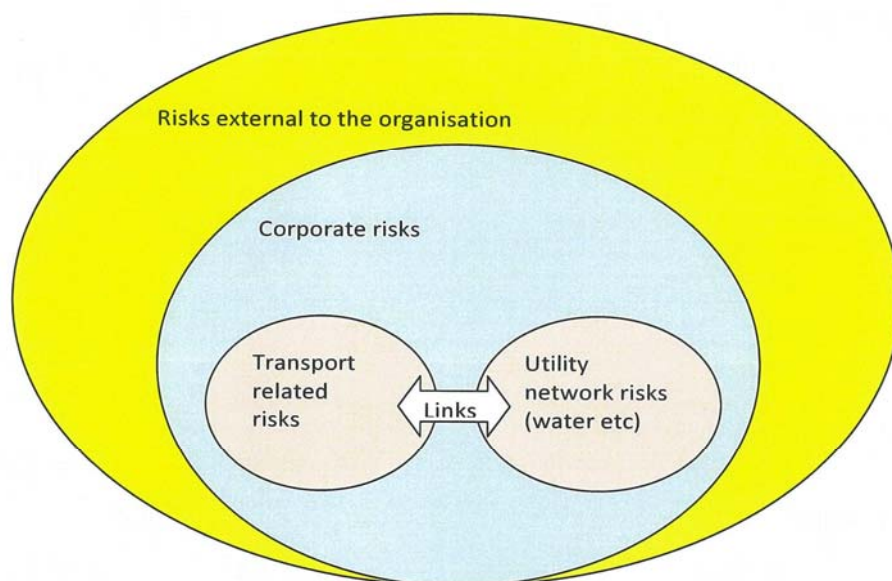 Risks external to the organisation
Corporate risks
Transport
related
risks
Links
Utility
network risks
(water etc)